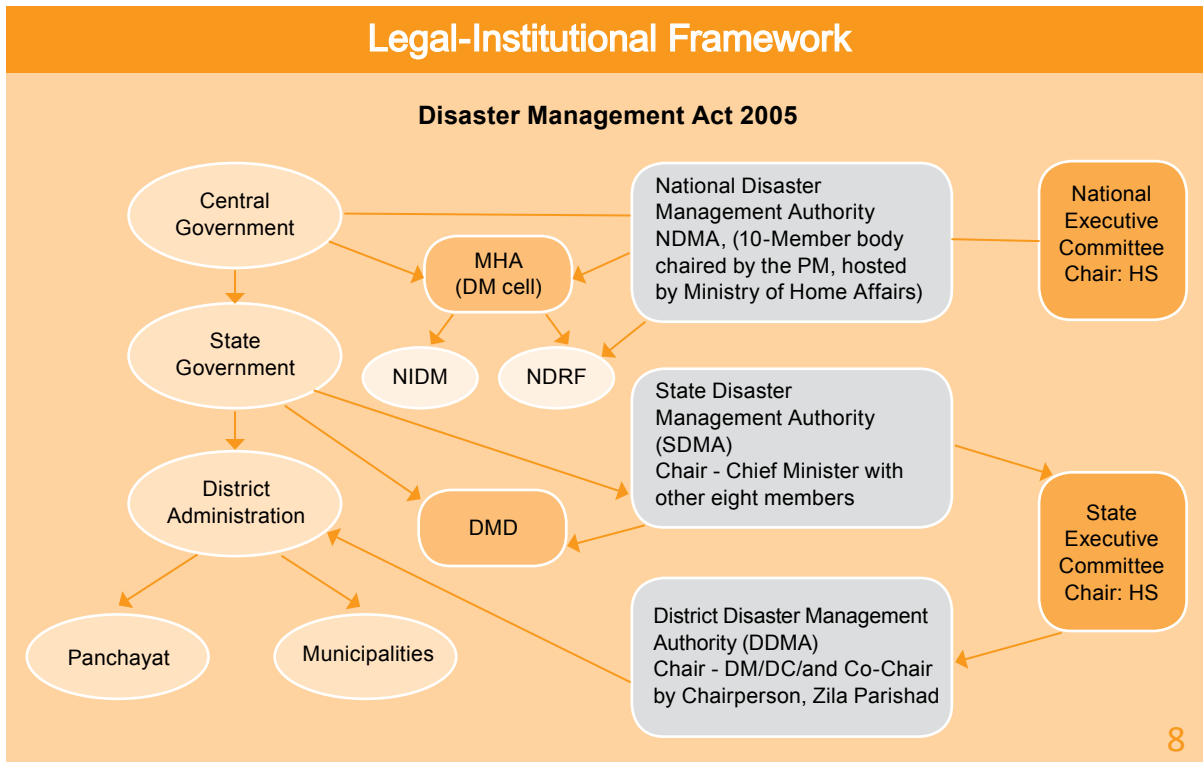 Legal-Institutional Framework
Disaster Management Act 2005
Central
Government
MHA
(DM cell)
National Disaster
Management Authority
NDMA, (10-Member body
chaired by the PM, hosted
by Ministry of Home Affairs)
National
Executive
Committee
Chair: HS
State
Government
NIDM
NDRF
State Disaster
Management Authority
(SDMA)
Chair - Chief Minister with
other eight members
District
Administration
DMD
State
Executive
Committee
Chair: HS
Panchayat
Municipalities
District Disaster Management
Authority (DDMA)
Chair - DM/DC/and Co-Chair
by Chairperson, Zila Parishad
8